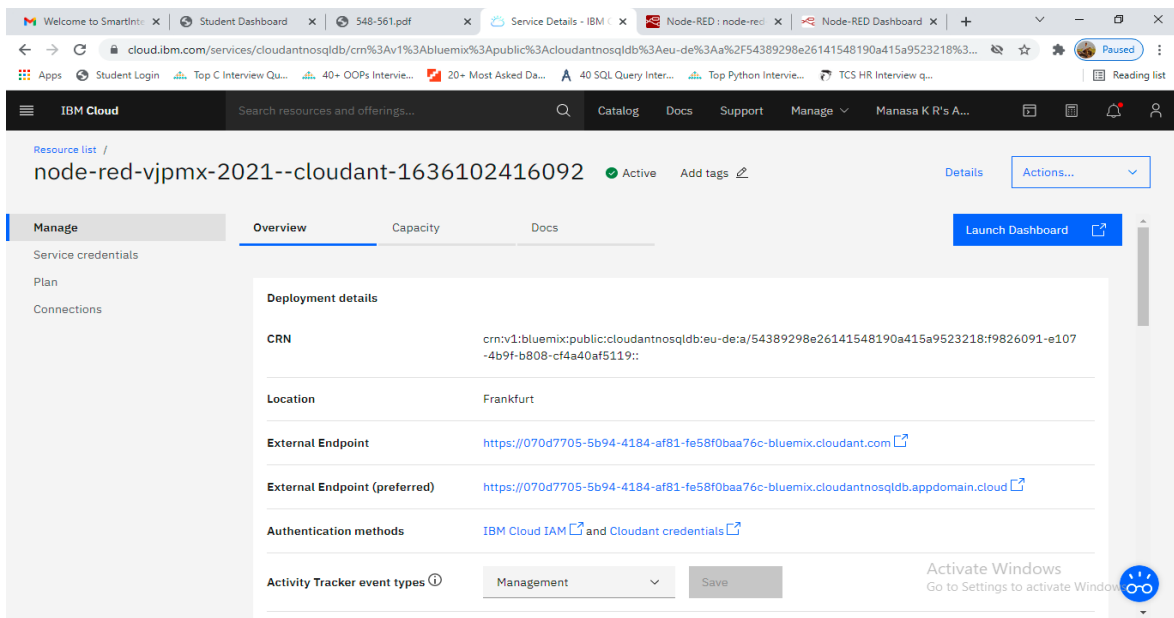 Welcome to SmartInte
Student Dashboard
548-561.pdf
Service Details - IBM C
Node-RED : node-red-
Node-RED Dashboard
cloud.ibm.com/services/cloudantnosqldb/crn%3Av1%3Abluemix%3Apublic%3Acloudantnosqldb%3Aeu-de%3Aa%2F54389298e26141548190a415a9523218%3...
Paused
Apps
Student Login
Top C Interview Qu...
40+ OOPs Intervie...
20+ Most Asked Da...
40 SQL Query Inter...
Top Python Intervie...
TCS HR Interview q...
Reading list
IBM Cloud
Search resources and offerings...
Catalog
Docs
Support
Manage
Manasa K R's A...
Resource list /
node-red-vjpmx-2021--cloudant-1636102416092
Active
Add tags
Details
Actions...
Manage
Service credentials
Plan
Connections
Overview
Capacity
Docs
Launch Dashboard
Deployment details
CRN
crn:v1:bluemix:public:cloudantnosqldb:eu-de:a/54389298e26141548190a415a9523218:f9826091-e107
-4b9f-b808-cf4a40af5119::
Location
Frankfurt
External Endpoint
https://070d7705-5b94-4184-af81-fe58f0baa76c-bluemix.cloudant.com
External Endpoint (preferred)
https://070d7705-5b94-4184-af81-fe58f0baa76c-bluemix.cloudantnosqldb.appdomain.cloud
Authentication methods
IBM Cloud IAM and Cloudant credentials
Activity Tracker event types
Management
Save
Activate Windows
Go to Settings to activate Windows